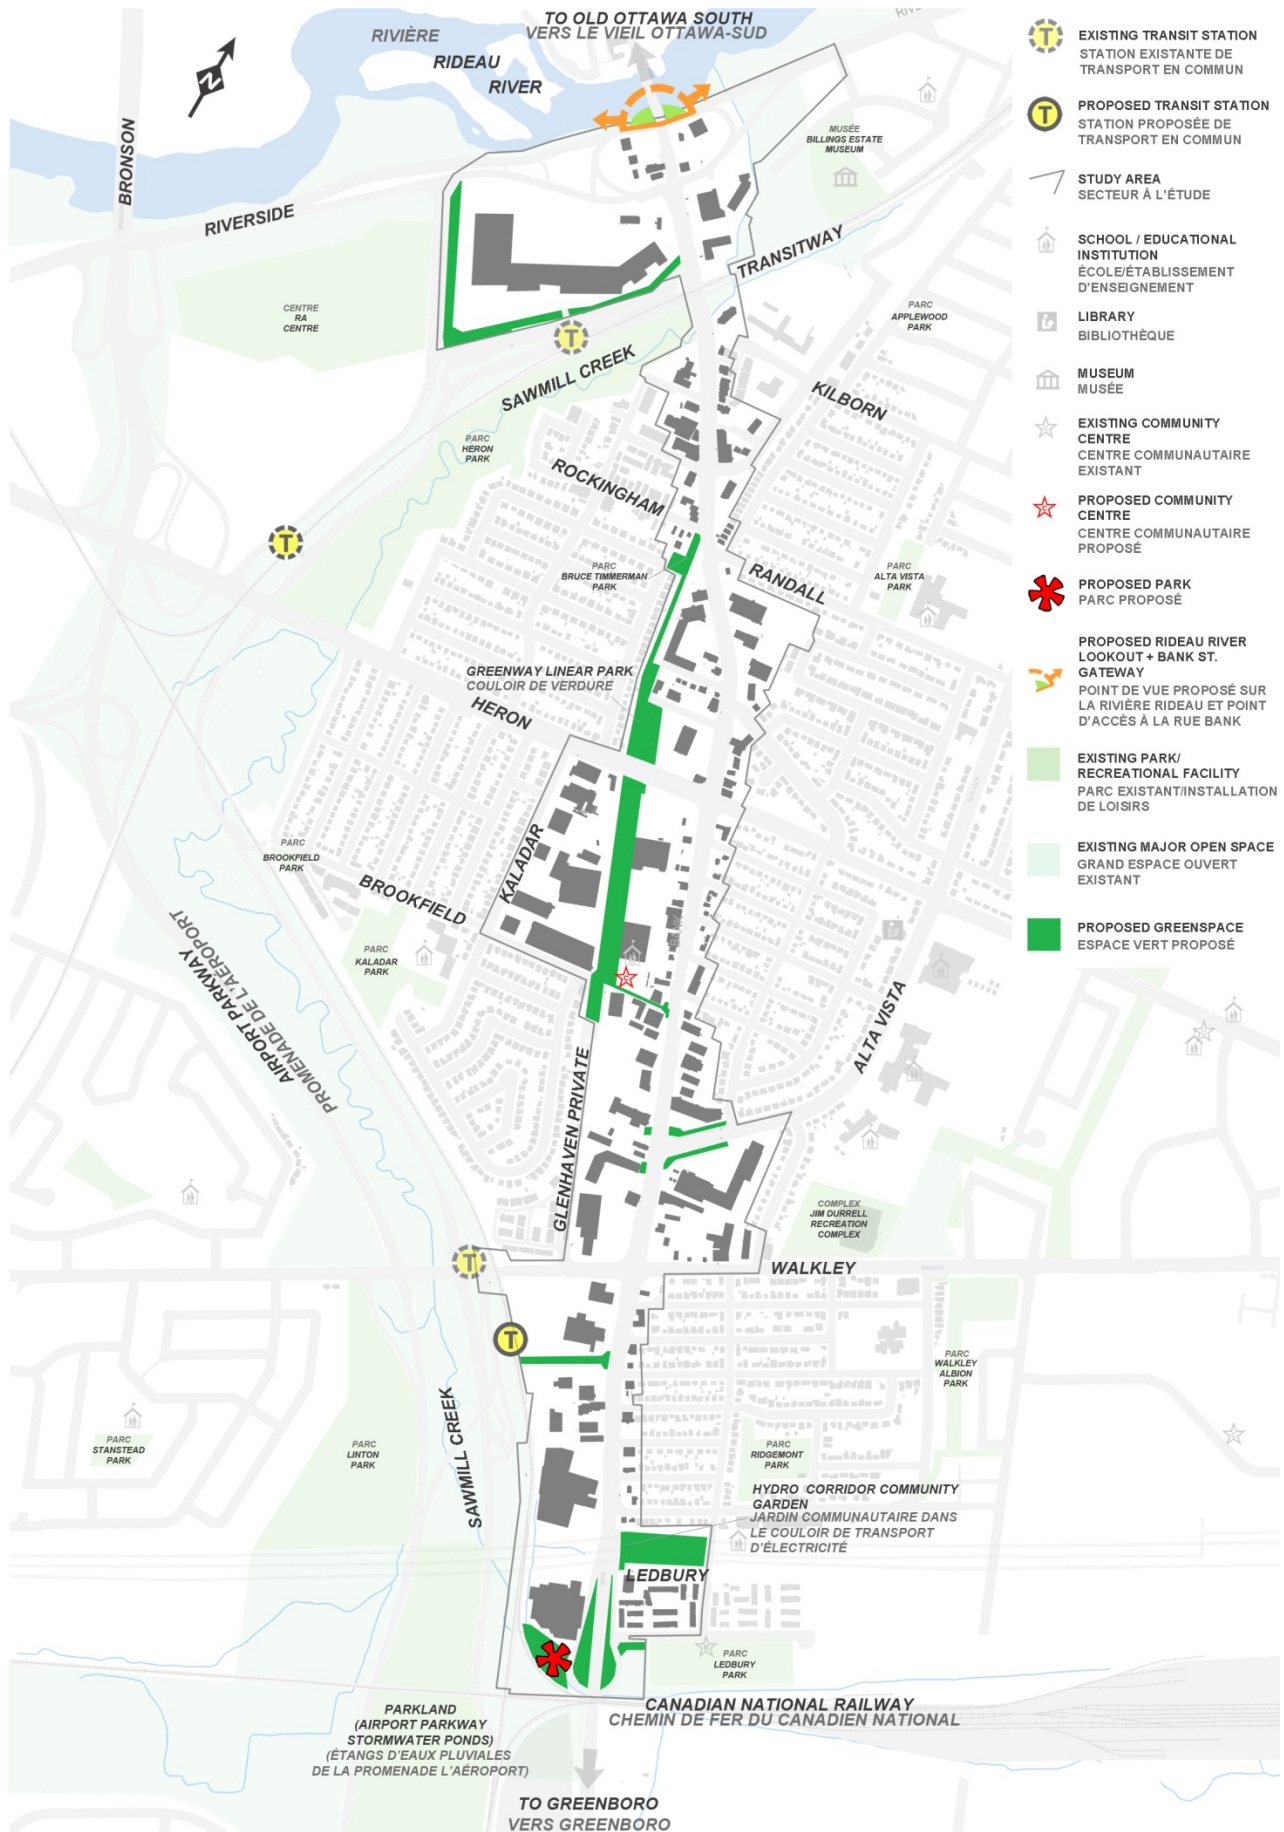 TO OLD OTTAWA SOUTH
VERS LE VIEIL OTTAWA-SUD
RIVIÈRE
RIDEAU
RIVER
N
BRONSON
RIVERSIDE
MUSÉE
BILLINGS ESTATE
MUSEUM
TRANSITWAY
CENTRE
RA
CENTRE
T
SAWMILL CREEK
PARC
APPLEWOOD
PARK
KILBORN
PARC
HERON
PARK
ROCKINGHAM
T
PARC
BRUCE TIMMERMAN
PARK
RANDALL
PARC
ALTA VISTA
PARK
GREENWAY LINEAR PARK
COULOIR DE VERDURE
HERON
KALADAR
PARC
BROOKFIELD
PARK
BROOKFIELD
BANK
PARC
KALADAR
PARK
C
AIRPORT PARKWAY
PROMENADE DE L'AÉROPORT
ALTA VISTA
GLENHAVEN PRIVATE
COMPLEX
JIM DURRELL
RECREATION
COMPLEX
T
WALKLEY
WALKLEY
T
PARC
WALKLEY
ALBION
PARK
SAWMILL CREEK
PARC
STANSTEAD
PARK
PARC
LINTON
PARK
PARC
RIDGEMONT
PARK
HYDRO CORRIDOR COMMUNITY
GARDEN
JARDIN COMMUNAUTAIRE DANS
LE COULOIR DE TRANSPORT
D'ÉLECTRICITÉ
LEDBURY
PARC
LEDBURY
PARK
PARKLAND
(AIRPORT PARKWAY
STORMWATER PONDS)
(ÉTANGS D'EAUX PLUVIALES
DE LA PROMENADE L'AÉROPORT)
CANADIAN NATIONAL RAILWAY
CHEMIN DE FER DU CANADIEN NATIONAL
TO GREENBORO
VERS GREENBORO
T
EXISTING TRANSIT STATION
STATION EXISTANTE DE
TRANSPORT EN COMMUN
T
PROPOSED TRANSIT STATION
STATION PROPOSÉE DE
TRANSPORT EN COMMUN
STUDY AREA
SECTEUR À L'ÉTUDE
SCHOOL / EDUCATIONAL
INSTITUTION
ÉCOLE/ÉTABLISSEMENT
D'ENSEIGNEMENT
LIBRARY
BIBLIOTHÈQUE
MUSEUM
MUSÉE
EXISTING COMMUNITY
CENTRE
CENTRE COMMUNAUTAIRE
EXISTANT
PROPOSED COMMUNITY
CENTRE
CENTRE COMMUNAUTAIRE
PROPOSÉ
PROPOSED PARK
PARC PROPOSÉ
PROPOSED RIDEAU RIVER
LOOKOUT + BANK ST.
GATEWAY
POINT DE VUE PROPOSÉ SUR
LA RIVIÈRE RIDEAU ET POINT
D'ACCÈS À LA RUE BANK
EXISTING PARK/
RECREATIONAL FACILITY
PARC EXISTANT/INSTALLATION
DE LOISIRS
EXISTING MAJOR OPEN SPACE
GRAND ESPACE OUVERT
EXISTANT
PROPOSED GREENSPACE
ESPACE VERT PROPOSÉ